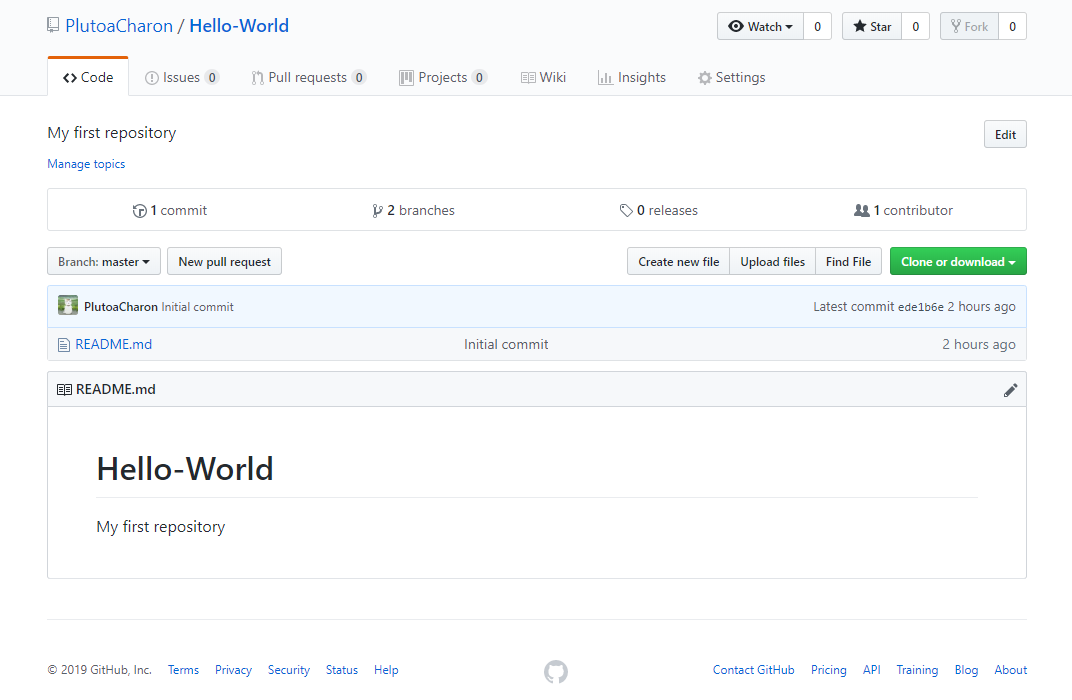 PlutoaCharon / Hello-World Watch 0 Star 0 Fork 0
Code Issues 0 Pull requests 0 Projects 0 Wiki Insights Settings
My first repository Edit
Manage topics
1 commit 2 branches 0 releases 1 contributor
Branch: master New pull request Create new file Upload files Find File Clone or download
PlutoaCharon Initial commit Latest commit ede1b6e 2 hours ago
README.md Initial commit 2 hours ago
README.md
Hello-World
My first repository
© 2019 GitHub, Inc. Terms Privacy Security Status Help Contact GitHub Pricing API Training Blog About